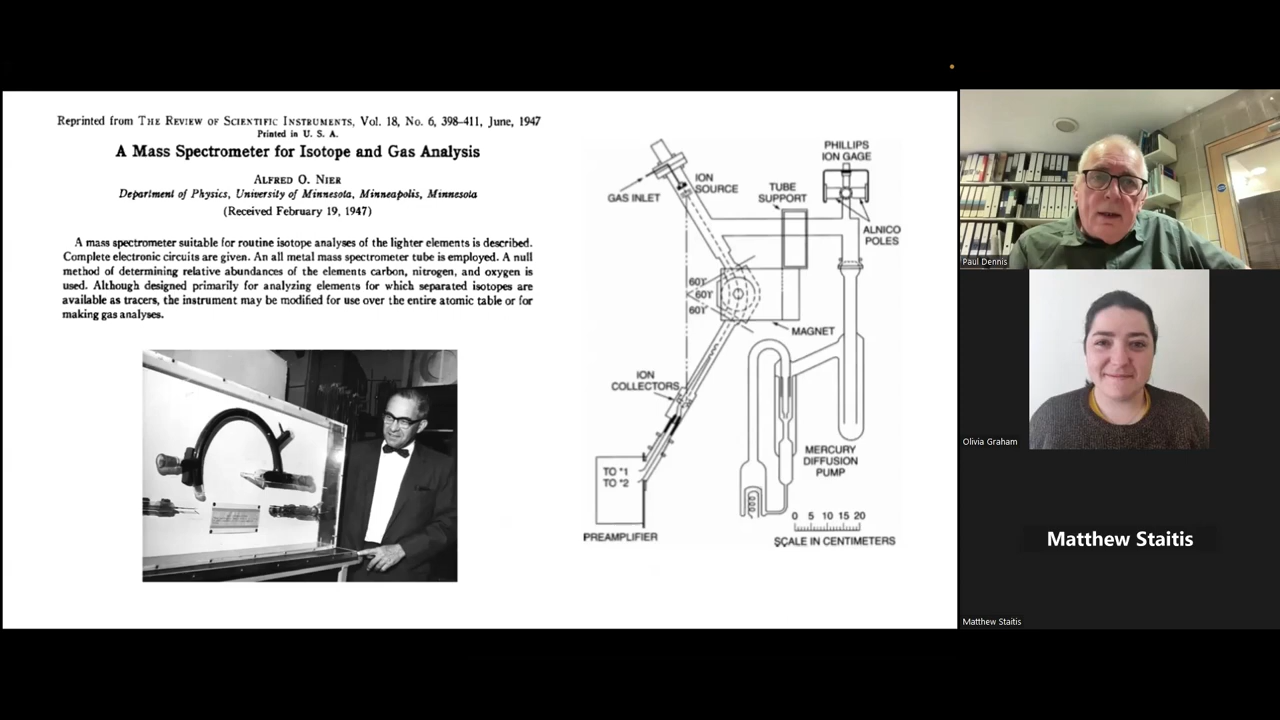 Reprinted from THE REVIEW OF SCIENTIFIC INSTRUMENTS, Vol. 18, No. 6, 398–411, June, 1947
Printed in U. S. A.
A Mass Spectrometer for Isotope and Gas Analysis
ALFRED O. NIER
Department of Physics, University of Minnesota, Minneapolis, Minnesota
(Received February 19, 1947)
A mass spectrometer suitable for routine isotope analyses of the lighter elements is described.
Complete electronic circuits are given. An all metal mass spectrometer tube is employed. A null
method of determining relative abundances of the elements carbon, nitrogen, and oxygen is
used. Although designed primarily for analyzing elements for which separated isotopes are
available as tracers, the instrument may be modified for use over the entire atomic table or for
making gas analyses.
GAS INLET
ION
SOURCE
TUBE
SUPPORT
PHILLIPS
ION GAGE
ALNICO
POLES
60°
60°
60°
MAGNET
ION
COLLECTORS
MERCURY
DIFFUSION
PUMP
TO "1
TO "2
PREAMPLIFIER
0 5 10 15 20
SCALE IN CENTIMETERS
Paul Dennis
Olivia Graham
Matthew Staitis
Matthew Staitis